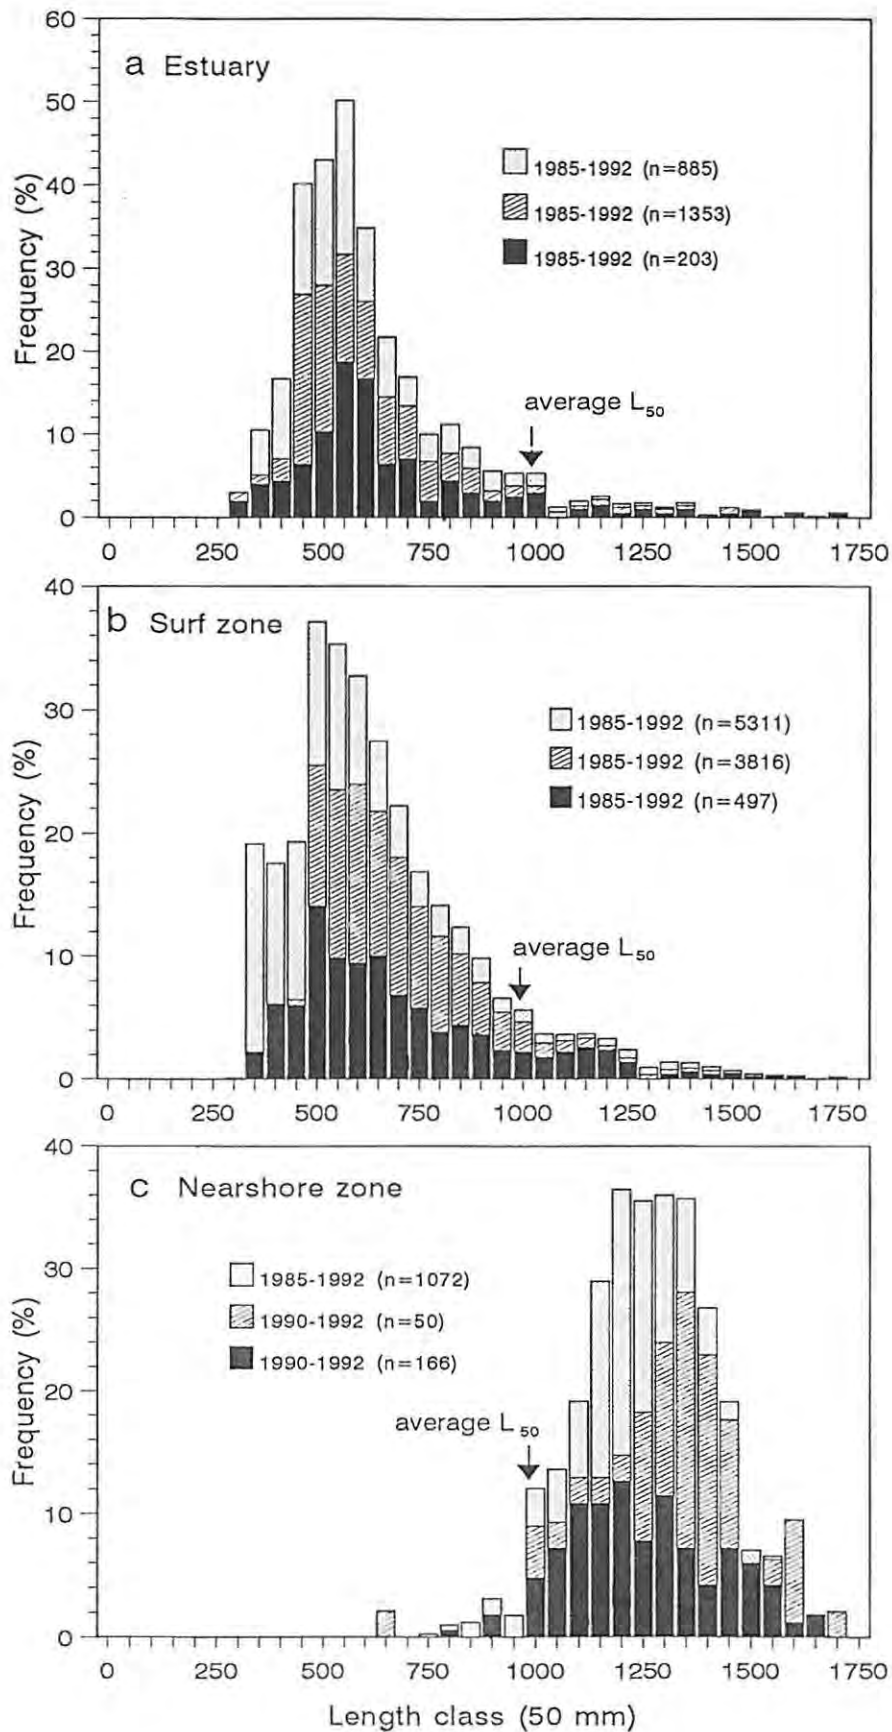 a Estuary
60
50
40
30
20
10
0
Frequency (%)
1985-1992 (n=885)
1985-1992 (n=1353)
1985-1992 (n=203)
average L₅₀
0 250 500 750 1000 1250 1500 1750
b Surf zone
40
30
20
10
0
Frequency (%)
1985-1992 (n=5311)
1985-1992 (n=3816)
1985-1992 (n=497)
average L₅₀
0 250 500 750 1000 1250 1500 1750
c Nearshore zone
40
30
20
10
0
Frequency (%)
1985-1992 (n=1072)
1990-1992 (n=50)
1990-1992 (n=166)
average L₅₀
0 250 500 750 1000 1250 1500 1750
Length class (50 mm)